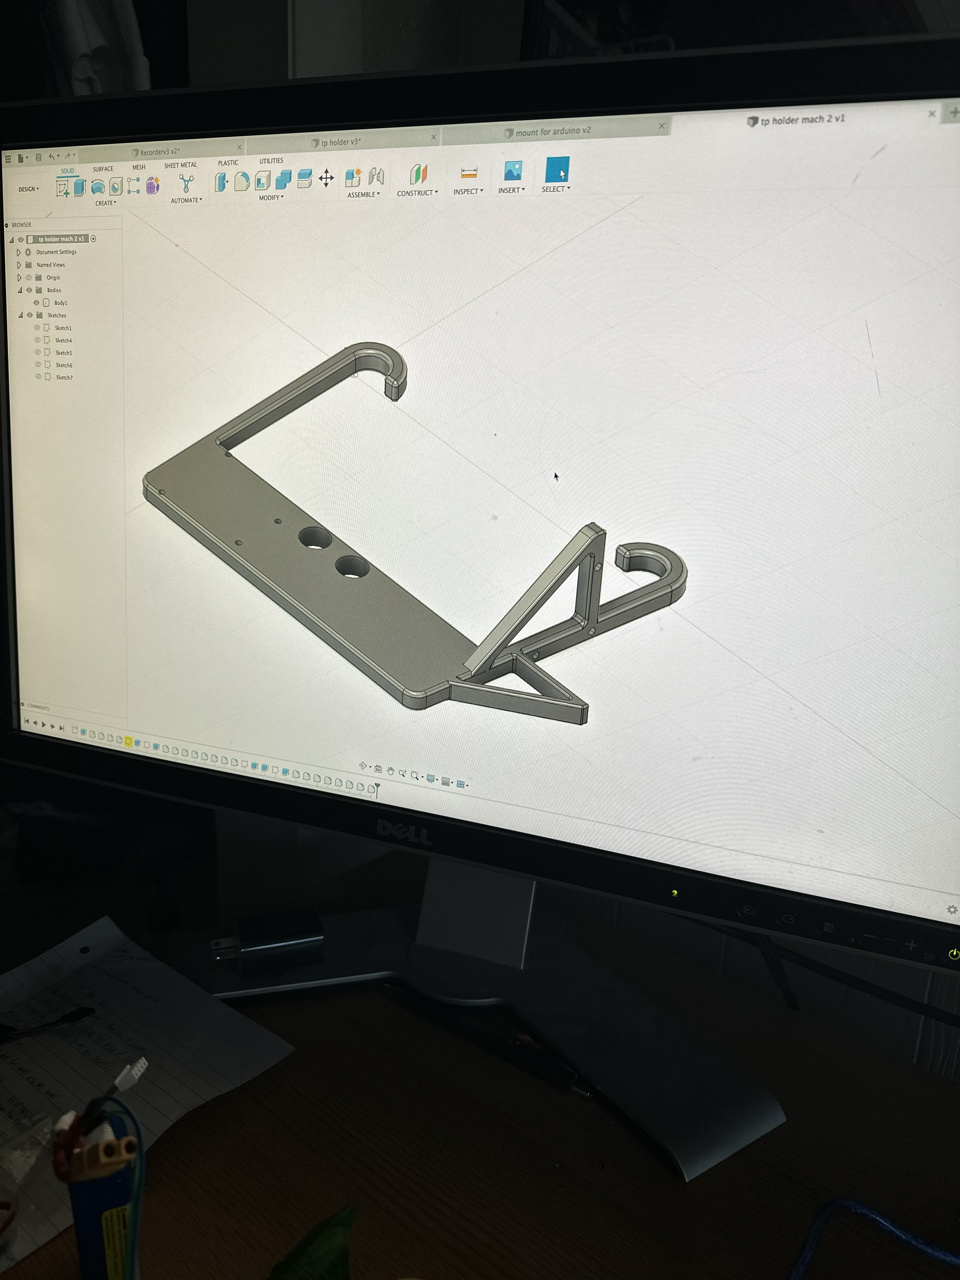 Recorderv3 v2*
tp holder v3*
mount for arduino v2
tp holder mach 2 v1
SOLID
SURFACE
MESH
SHEET METAL
PLASTIC
UTILITIES
DESIGN
CREATE
AUTOMATE
MODIFY
ASSEMBLE
CONSTRUCT
INSPECT
INSERT
SELECT
BROWSER
tp holder mach 2 v1
Document Settings
Named Views
Origin
Bodies
Body1
Sketches
Sketch1
Sketch4
Sketch5
Sketch6
Sketch7
COMMENTS
DELL